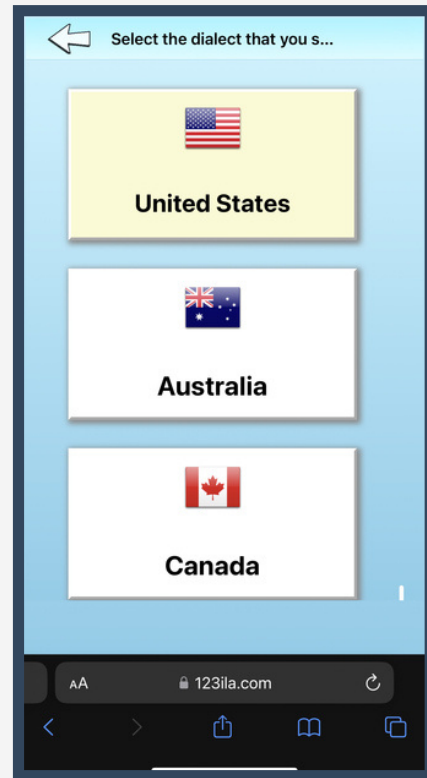 Select the dialect that you s...
United States
Australia
Canada
AA
123ila.com